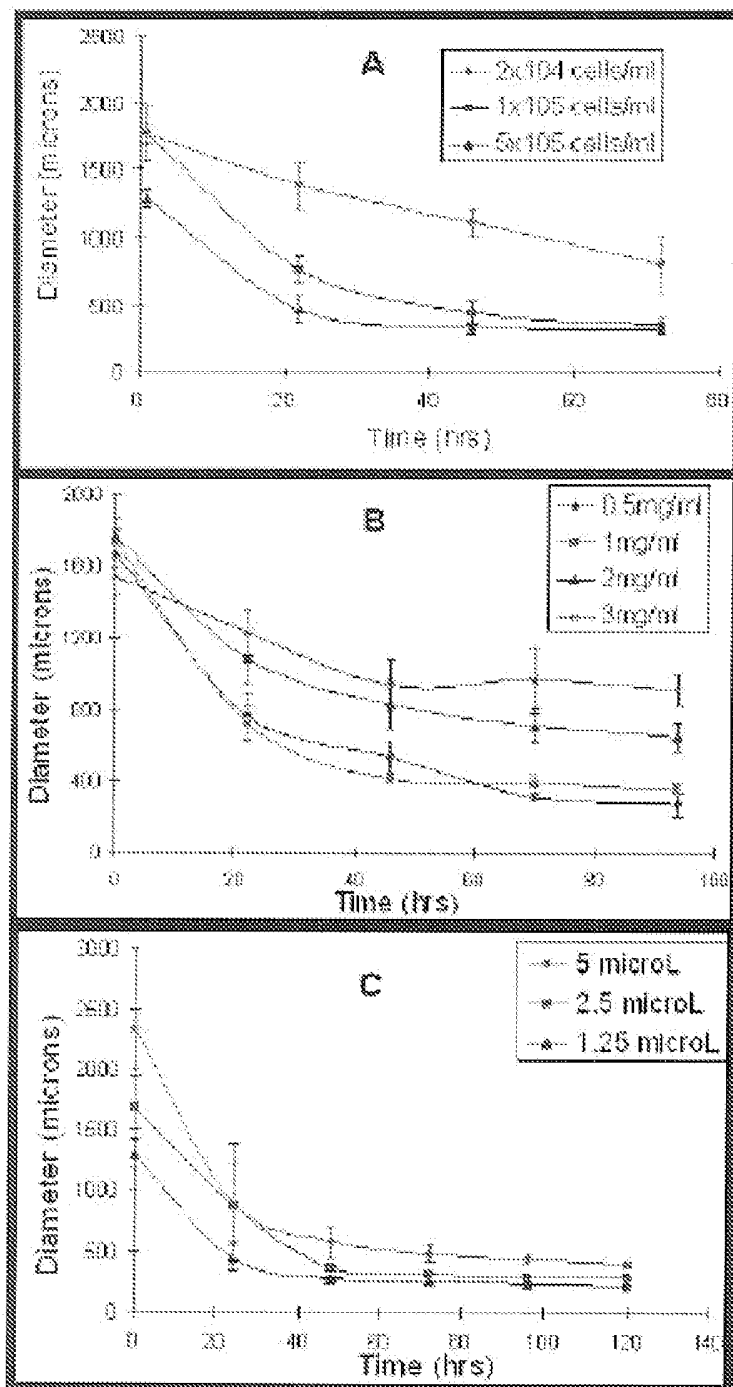 A
2x104 cells/ml
1x105 cells/ml
5x105 cells/ml
Diameter (microns)
2500
2000
1500
1000
500
0
0
20
40
60
80
Time (hrs)
B
0.5mg/ml
1mg/ml
2mg/ml
3mg/ml
Diameter (microns)
2000
1600
1200
800
400
0
0
20
40
60
80
100
Time (hrs)
C
5 microL
2.5 microL
1.25 microL
Diameter (microns)
3000
2500
2000
1500
1000
500
0
0
20
40
60
80
100
120
140
Time (hrs)